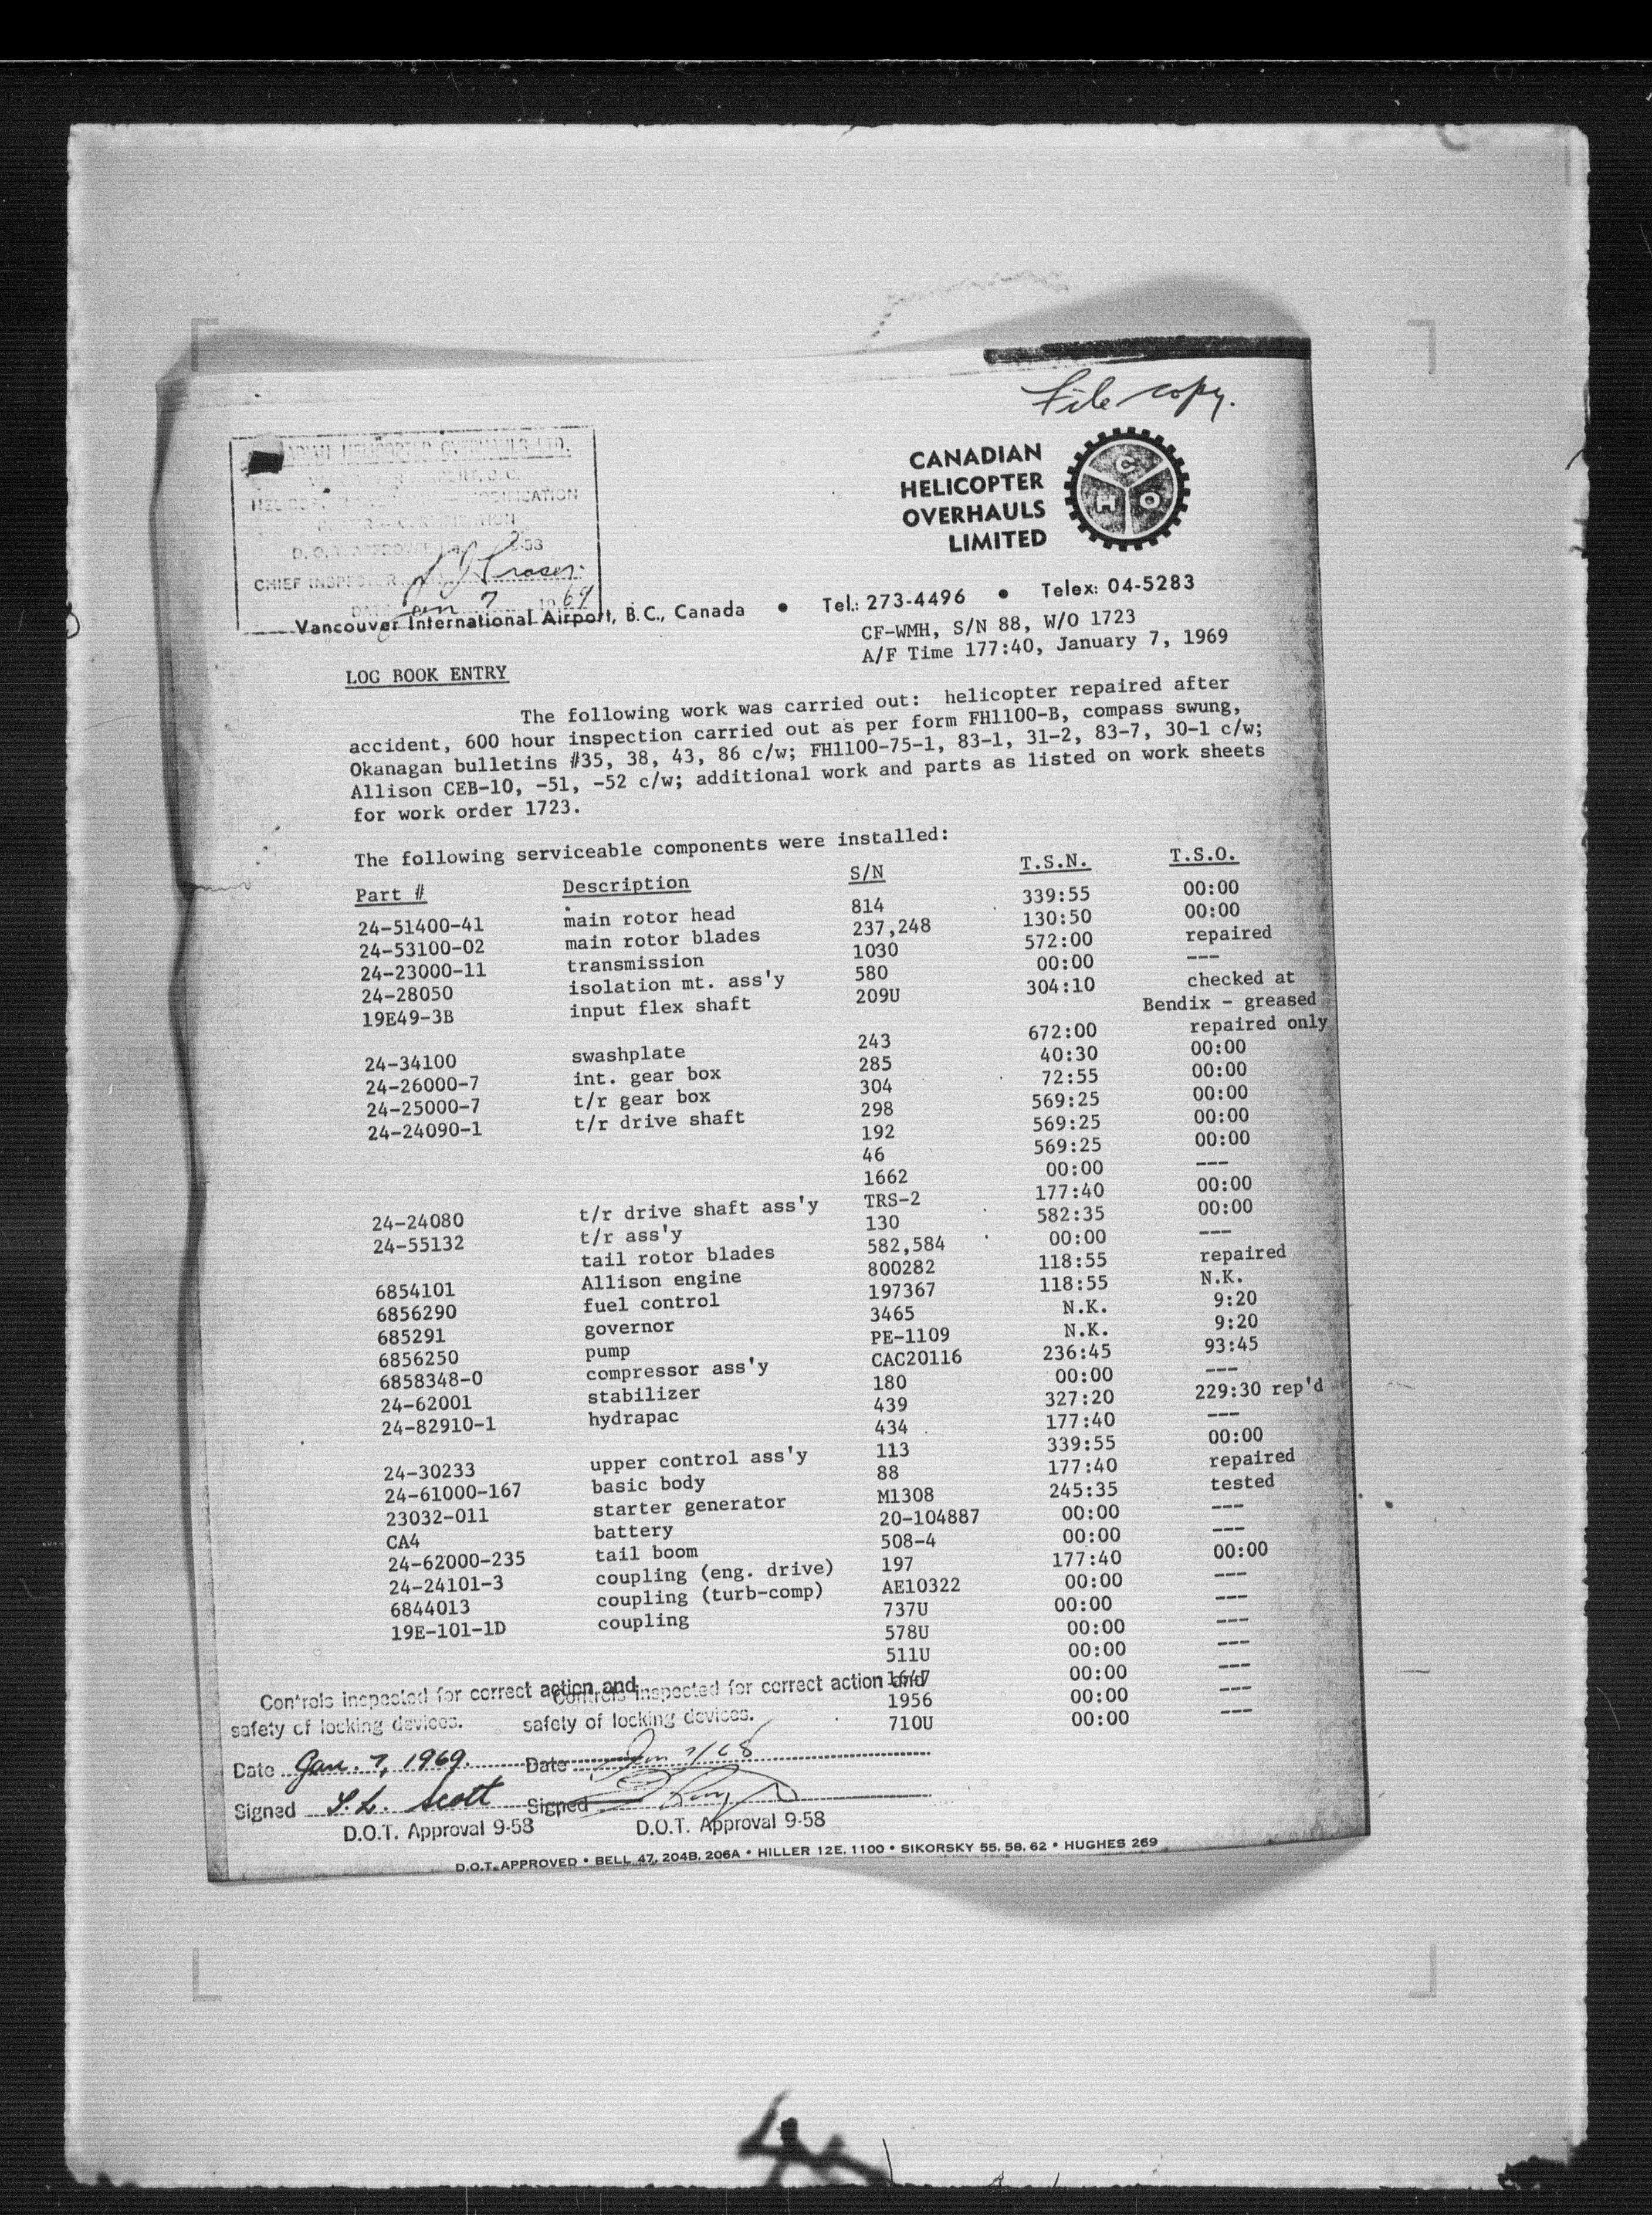 File copy.
CANADIAN HELICOPTER OVERHAULS LTD.
HELICOPTER MODIFICATION
CERTIFICATION
D.O.T. APPROVAL 9-58
CHIEF INSPECTOR Fraser
DATE Jan 7 1969
CANADIAN
HELICOPTER
OVERHAULS
LIMITED
C H O
Vancouver International Airport, B.C., Canada • Tel.: 273-4496 • Telex: 04-5283
CF-WMH, S/N 88, W/O 1723
A/F Time 177:40, January 7, 1969
LOG BOOK ENTRY
The following work was carried out: helicopter repaired after
accident, 600 hour inspection carried out as per form FH1100-B, compass swung,
Okanagan bulletins #35, 38, 43, 86 c/w; FH1100-75-1, 83-1, 31-2, 83-7, 30-1 c/w;
Allison CEB-10, -51, -52 c/w; additional work and parts as listed on work sheets
for work order 1723.
The following serviceable components were installed:
Part # Description S/N T.S.N. T.S.O.
24-51400-41 main rotor head 814 339:55 00:00
24-53100-02 main rotor blades 237,248 130:50 00:00
24-23000-11 transmission 1030 572:00 repaired
24-28050 isolation mt. ass'y 580 00:00 ---
19E49-3B input flex shaft 209U 304:10 checked at
Bendix - greased
24-34100 swashplate 243 672:00 repaired only
24-26000-7 int. gear box 285 40:30 00:00
24-25000-7 t/r gear box 304 72:55 00:00
24-24090-1 t/r drive shaft 298 569:25 00:00
192 569:25 00:00
46 569:25 00:00
1662 00:00 ---
24-24080 t/r drive shaft ass'y TRS-2 177:40 00:00
24-55132 t/r ass'y 130 582:35 00:00
tail rotor blades 582,584 00:00 ---
6854101 Allison engine 800282 118:55 repaired
6856290 fuel control 197367 118:55 N.K.
685291 governor 3465 N.K. 9:20
6856250 pump PE-1109 N.K. 9:20
6858348-0 compressor ass'y CAC20116 236:45 93:45
24-62001 stabilizer 180 00:00 ---
24-82910-1 hydrapac 439 327:20 229:30 rep'd
434 177:40 ---
24-30233 upper control ass'y 113 339:55 00:00
24-61000-167 basic body 88 177:40 repaired
23032-011 starter generator M1308 245:35 tested
CA4 battery 20-104887 00:00 ---
24-62000-235 tail boom 508-4 00:00 ---
24-24101-3 coupling (eng. drive) 197 177:40 00:00
6844013 coupling (turb-comp) AE10322 00:00 ---
19E-101-1D coupling 737U 00:00 ---
578U 00:00 ---
511U 00:00 ---
1647 00:00 ---
1956 00:00 ---
710U 00:00
Controls inspected for correct action and
safety of locking devices.
Date Jan. 7, 1969.
Signed Scott
D.O.T. Approval 9-58
Controls inspected for correct action and
safety of locking devices.
Date Jan 7/68
Signed
D.O.T. Approval 9-58
D.O.T. APPROVED • BELL 47, 204B, 206A • HILLER 12E, 1100 • SIKORSKY 55, 58, 62 • HUGHES 269